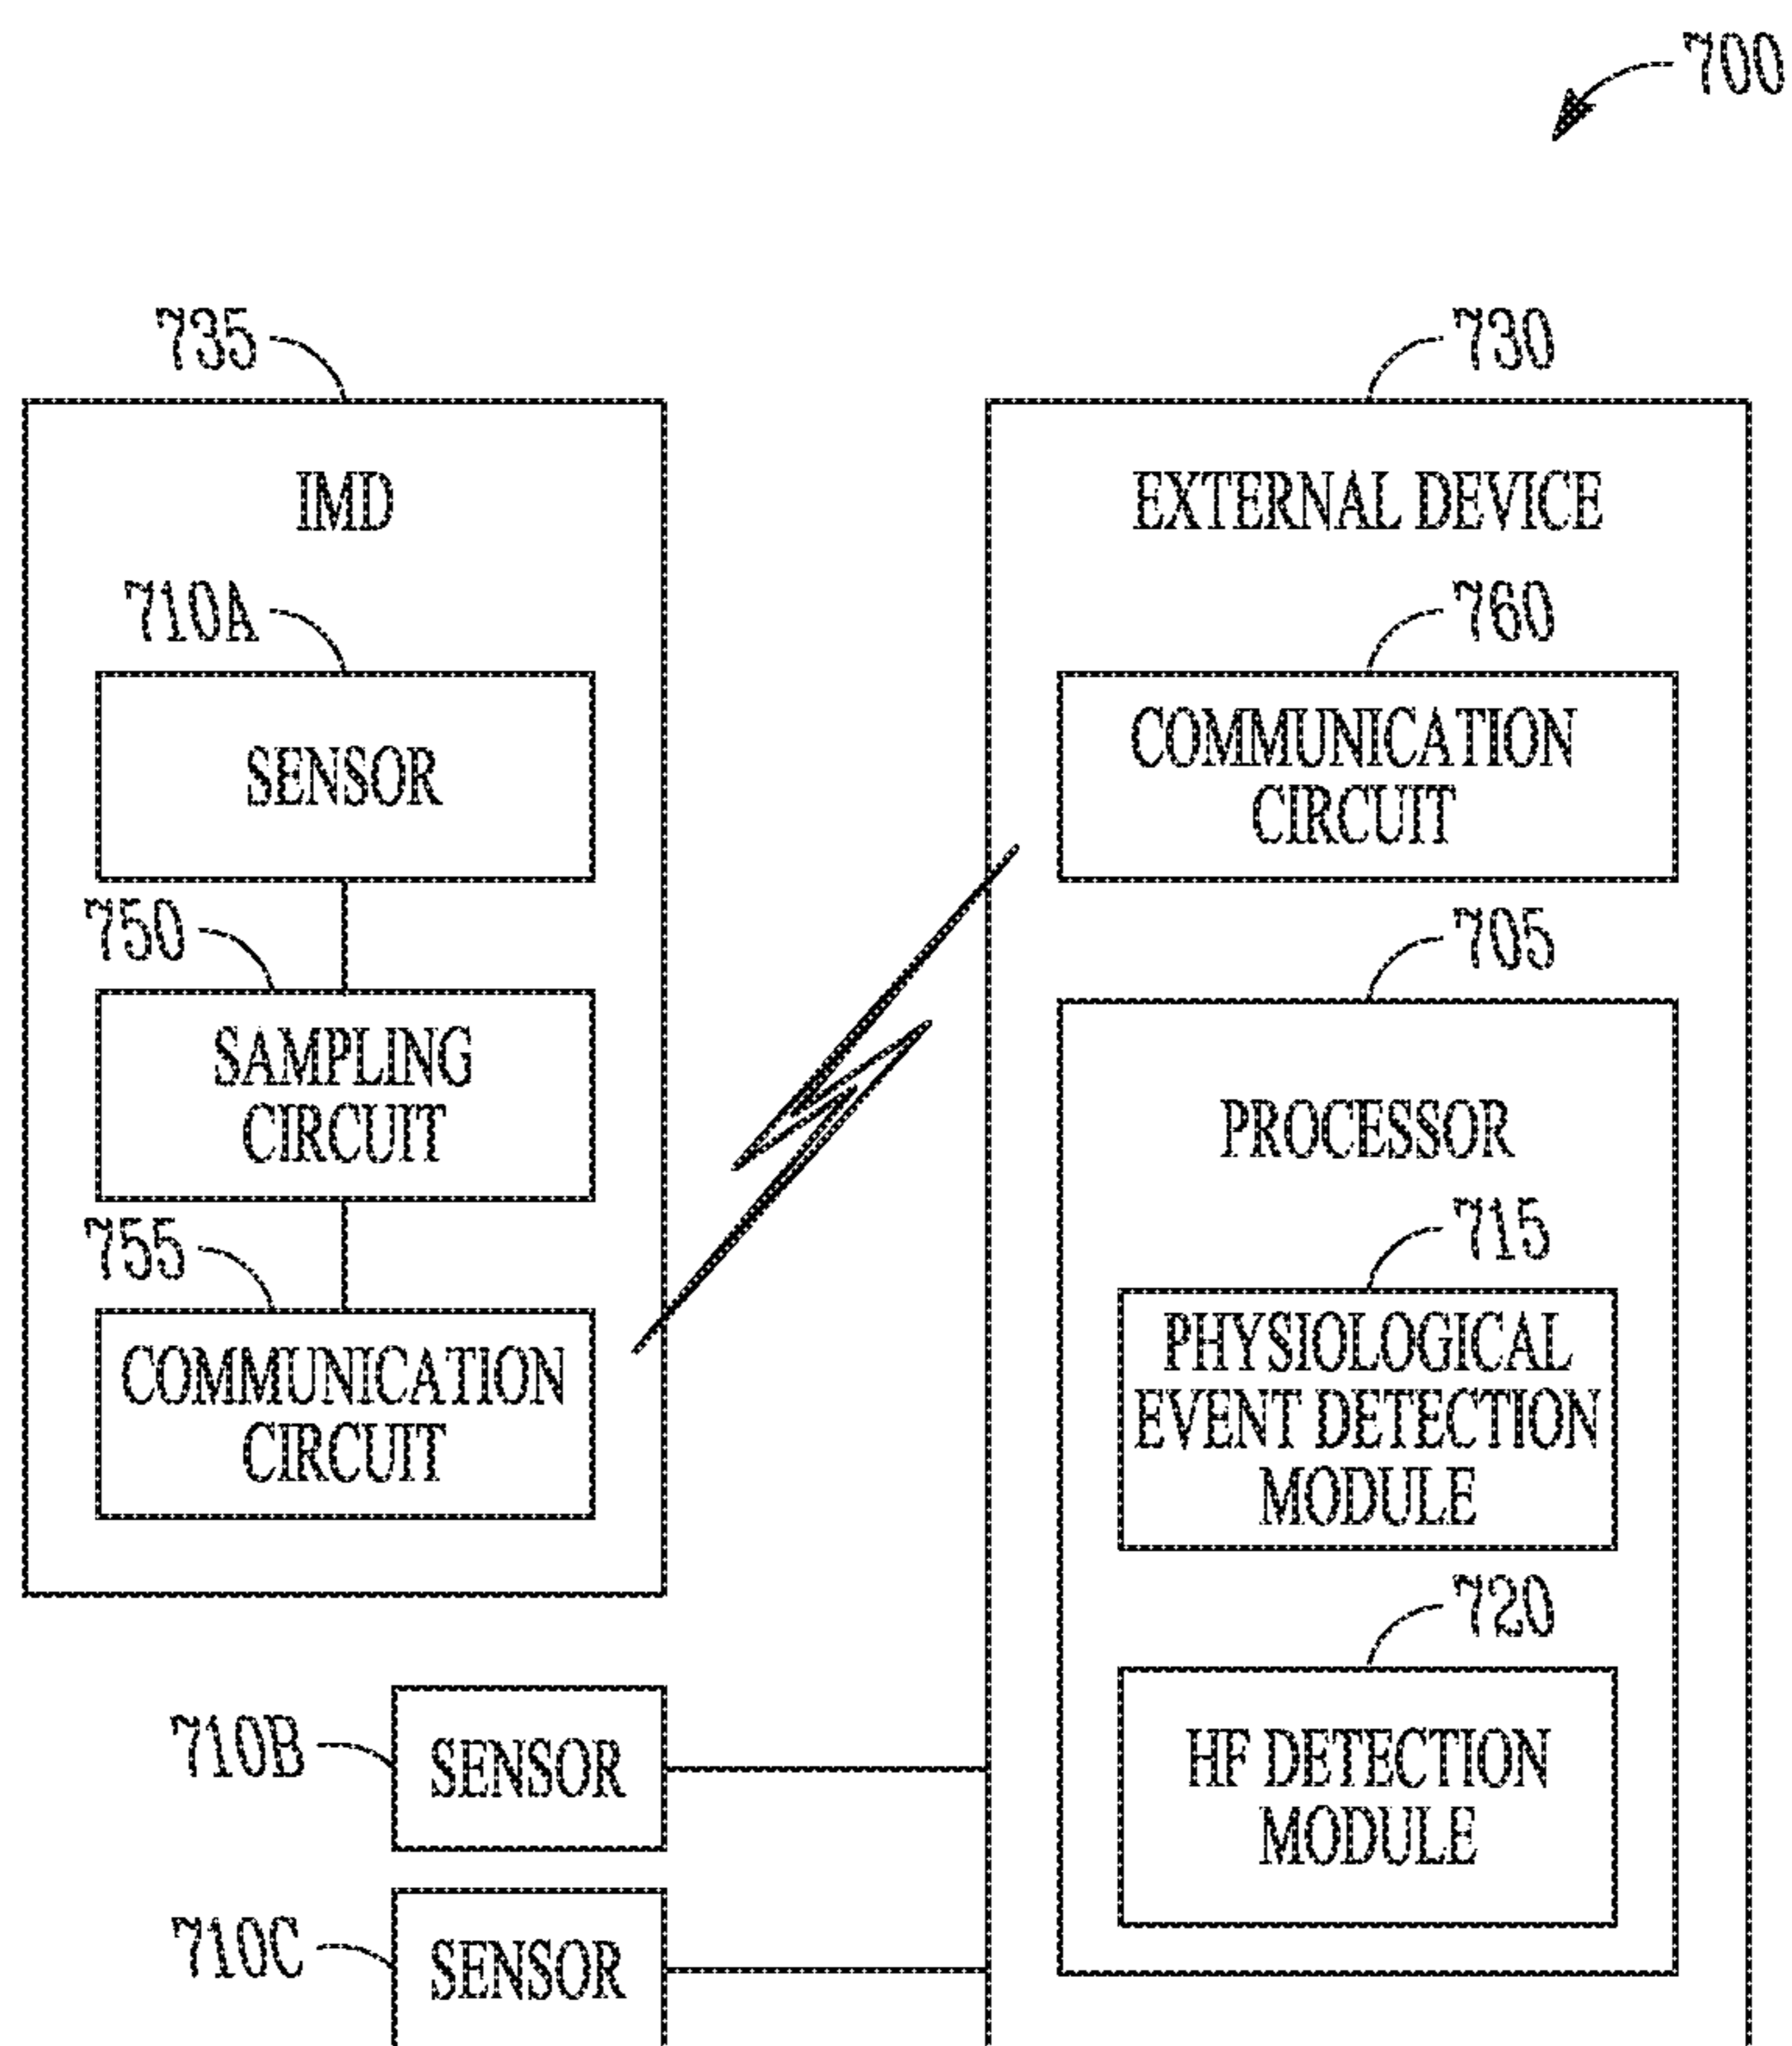 700
735
IMD
710A
SENSOR
750
SAMPLING
CIRCUIT
755
COMMUNICATION
CIRCUIT
730
EXTERNAL DEVICE
760
COMMUNICATION
CIRCUIT
705
PROCESSOR
715
PHYSIOLOGICAL
EVENT DETECTION
MODULE
720
HF DETECTION
MODULE
710B
SENSOR
710C
SENSOR